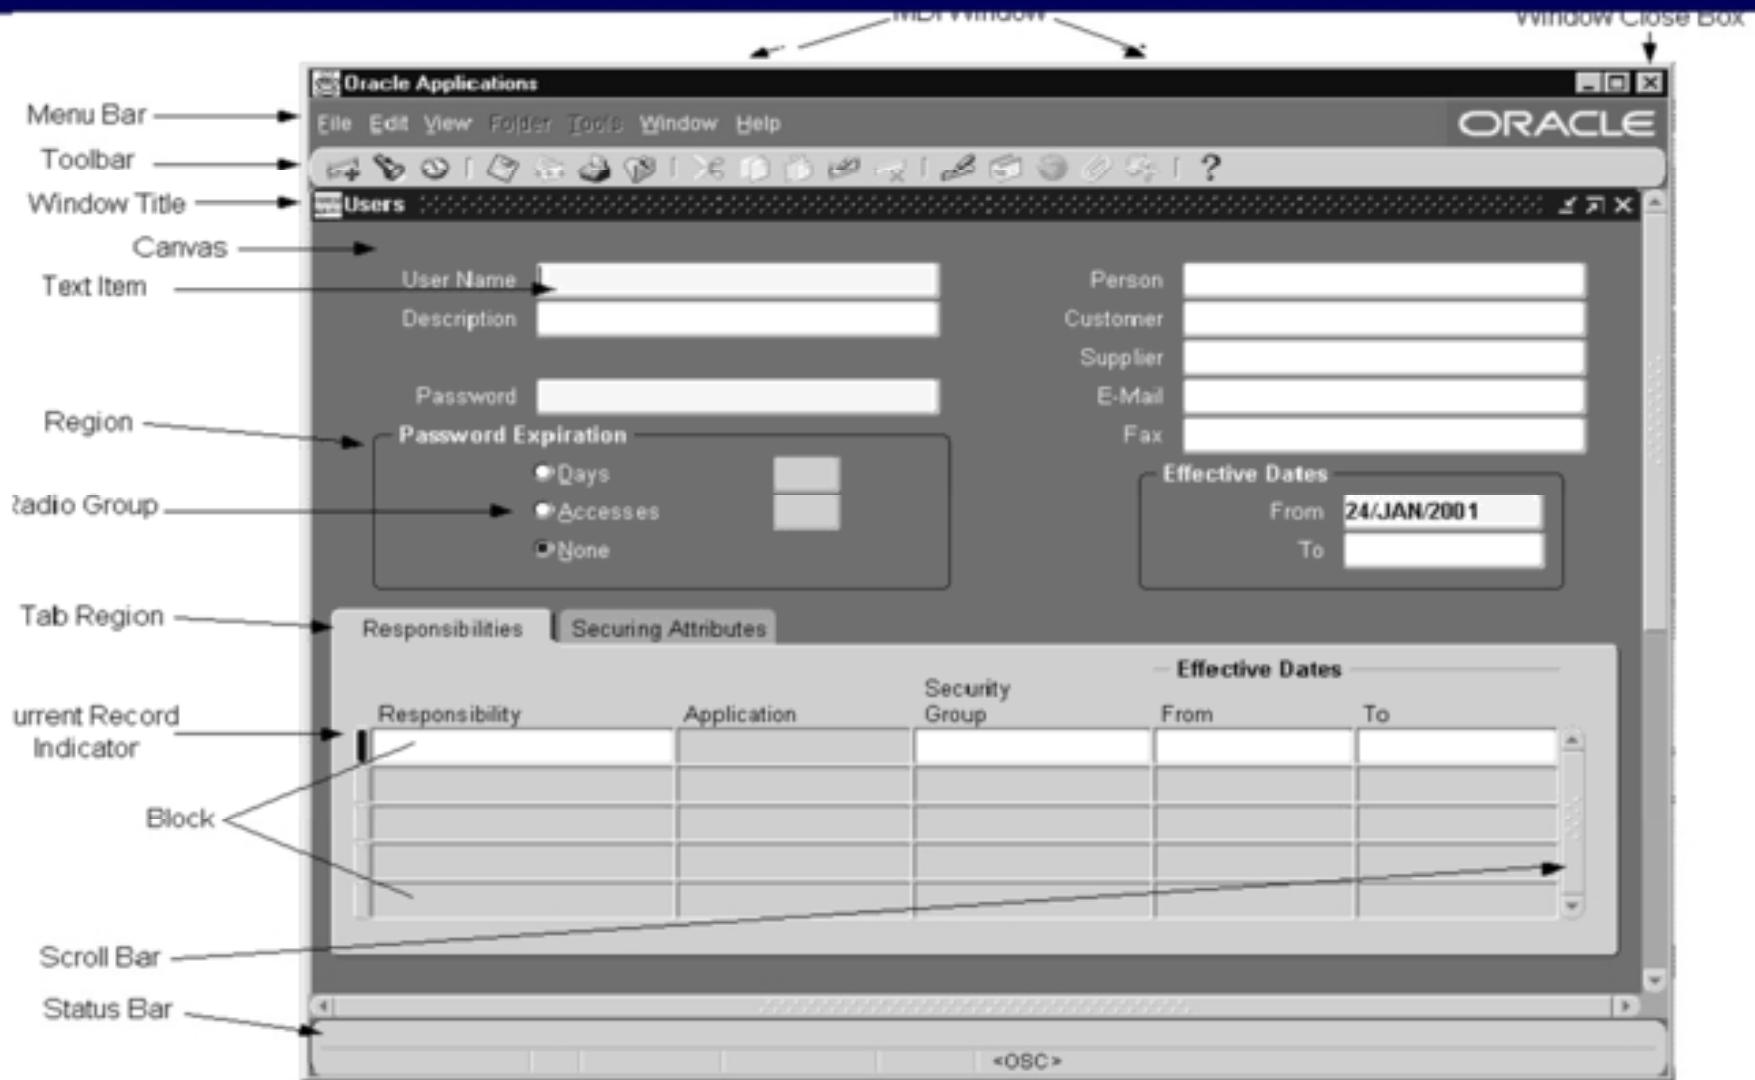 MDI Window
Window Close Box
Oracle Applications
Menu Bar
File Edit View Folder Tools Window Help
ORACLE
Toolbar
?
Window Title
Users
Canvas
Text Item
User Name
Person
Description
Customer
Supplier
Password
E-Mail
Region
Password Expiration
Fax
Days
Effective Dates
Radio Group
Accesses
From 24/JAN/2001
None
To
Tab Region
Responsibilities
Securing Attributes
Effective Dates
Security
Group
Responsibility
Application
From
To
urrent Record
Indicator
Block
Scroll Bar
Status Bar
<OSC>